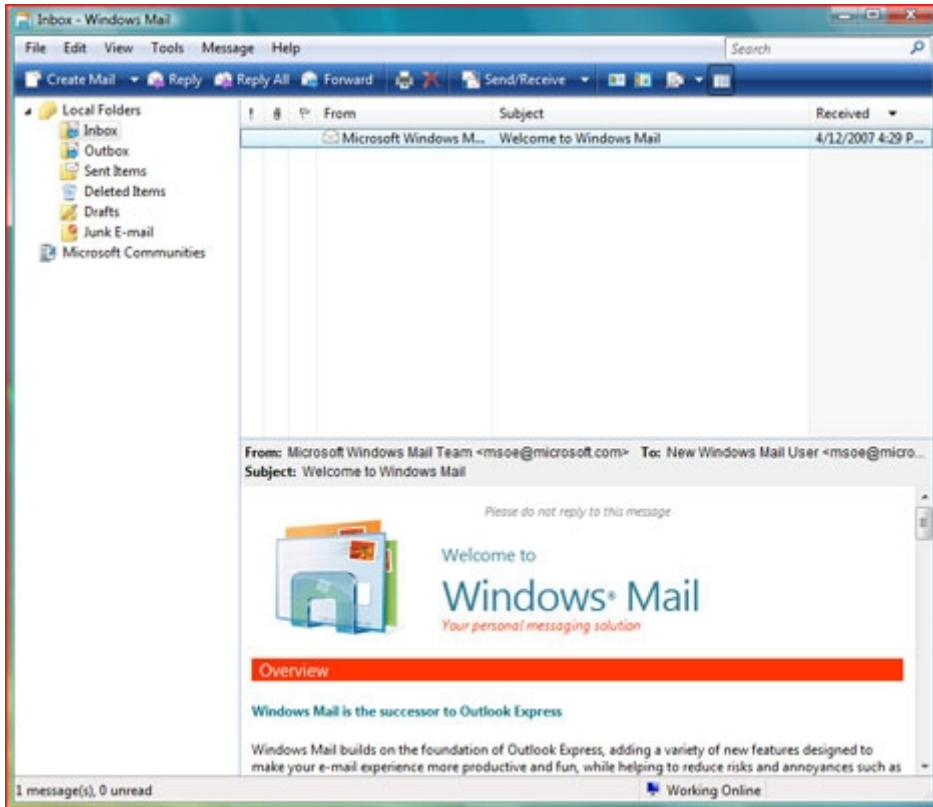 Inbox - Windows Mail
File Edit View Tools Message Help Search
Create Mail Reply Reply All Forward Send/Receive
Local Folders
Inbox
Outbox
Sent Items
Deleted Items
Drafts
Junk E-mail
Microsoft Communities
! From Subject Received
Microsoft Windows M... Welcome to Windows Mail 4/12/2007 4:29 P...
From: Microsoft Windows Mail Team <msoe@microsoft.com> To: New Windows Mail User <msoe@micro...
Subject: Welcome to Windows Mail
Please do not reply to this message
Welcome to
Windows® Mail
Your personal messaging solution
Overview
Windows Mail is the successor to Outlook Express
Windows Mail builds on the foundation of Outlook Express, adding a variety of new features designed to
make your e-mail experience more productive and fun, while helping to reduce risks and annoyances such as
1 message(s), 0 unread Working Online